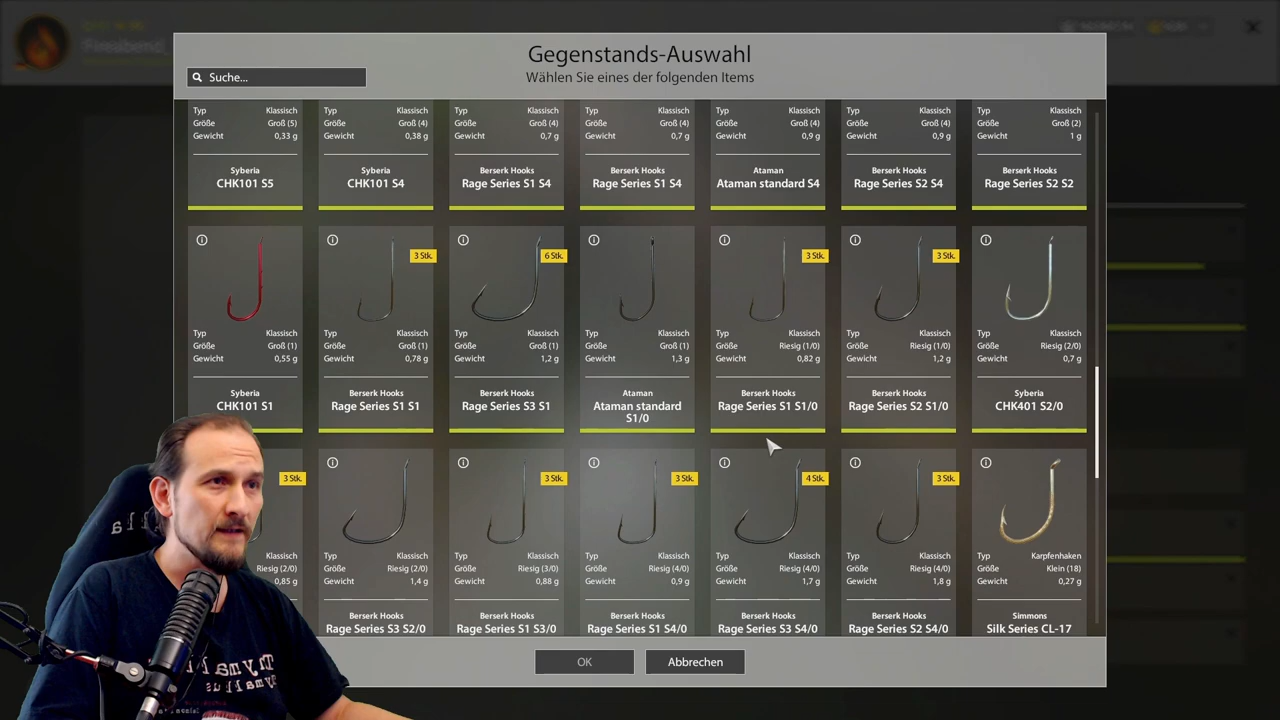 Gegenstands-Auswahl
Suche...
Wählen Sie eines der folgenden Items
Typ Klassisch Typ Klassisch Typ Klassisch Typ Klassisch Typ Klassisch Typ Klassisch Typ Klassisch
Größe Groß (5) Größe Groß (4) Größe Groß (4) Größe Groß (4) Größe Groß (4) Größe Groß (4) Größe Groß (2)
Gewicht 0,33 g Gewicht 0,38 g Gewicht 0,7 g Gewicht 0,7 g Gewicht 0,9 g Gewicht 0,9 g Gewicht 1 g
Syberia Syberia Berserk Hooks Berserk Hooks Ataman Berserk Hooks Berserk Hooks
CHK101 S5 CHK101 S4 Rage Series S1 S4 Rage Series S1 S4 Ataman standard S4 Rage Series S2 S4 Rage Series S2 S2
3 Stk. 6 Stk. 3 Stk. 3 Stk.
Typ Klassisch Typ Klassisch Typ Klassisch Typ Klassisch Typ Klassisch Typ Klassisch Typ Klassisch
Größe Groß (1) Größe Groß (1) Größe Groß (1) Größe Groß (1) Größe Riesig (1/0) Größe Riesig (1/0) Größe Riesig (2/0)
Gewicht 0,55 g Gewicht 0,78 g Gewicht 1,2 g Gewicht 1,3 g Gewicht 0,82 g Gewicht 1,2 g Gewicht 0,7 g
Syberia Berserk Hooks Berserk Hooks Ataman Berserk Hooks Berserk Hooks Syberia
CHK101 S1 Rage Series S1 S1 Rage Series S3 S1 Ataman standard Rage Series S1 S1/0 Rage Series S2 S1/0 CHK401 S2/0
S1/0
3 Stk. 3 Stk. 3 Stk. 4 Stk. 3 Stk.
Klassisch Typ Klassisch Typ Klassisch Typ Klassisch Typ Klassisch Typ Klassisch Typ Karpfenhaken
Riesig (2/0) Größe Riesig (2/0) Größe Riesig (3/0) Größe Riesig (4/0) Größe Riesig (4/0) Größe Riesig (4/0) Größe Klein (18)
0,85 g Gewicht 1,4 g Gewicht 0,88 g Gewicht 0,9 g Gewicht 1,7 g Gewicht 1,8 g Gewicht 0,27 g
Berserk Hooks Berserk Hooks Berserk Hooks Berserk Hooks Berserk Hooks Simmons
Rage Series S3 S2/0 Rage Series S1 S3/0 Rage Series S1 S4/0 Rage Series S3 S4/0 Rage Series S2 S4/0 Silk Series CL-17
OK Abbrechen